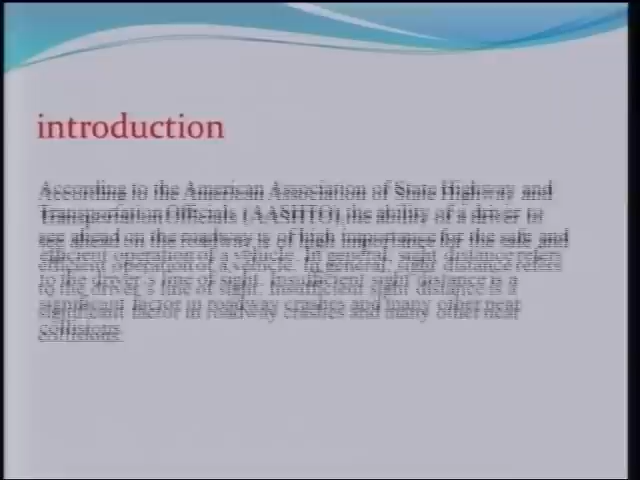 introduction
According to the American Association of State Highway and
Transportation Officials (AASHTO), the ability of a driver to
see ahead on the roadway is of high importance for the safe and
efficient operation of a vehicle. In general, sight distance refers
to the driver's line of sight. Insufficient sight distance is a
significant factor in roadway crashes and many other near
collisions.